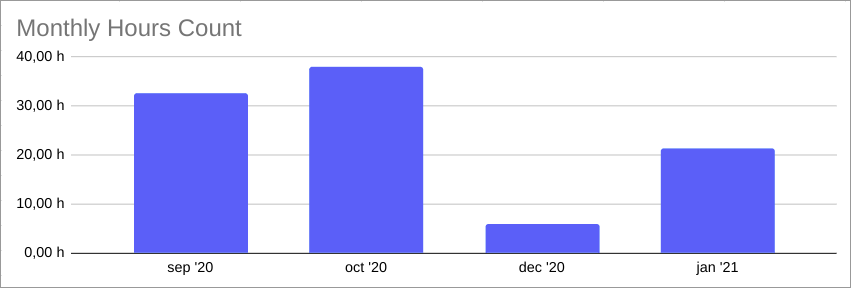 Monthly Hours Count
40,00 h
30,00 h
20,00 h
10,00 h
0,00 h
sep '20 oct '20 dec '20 jan '21